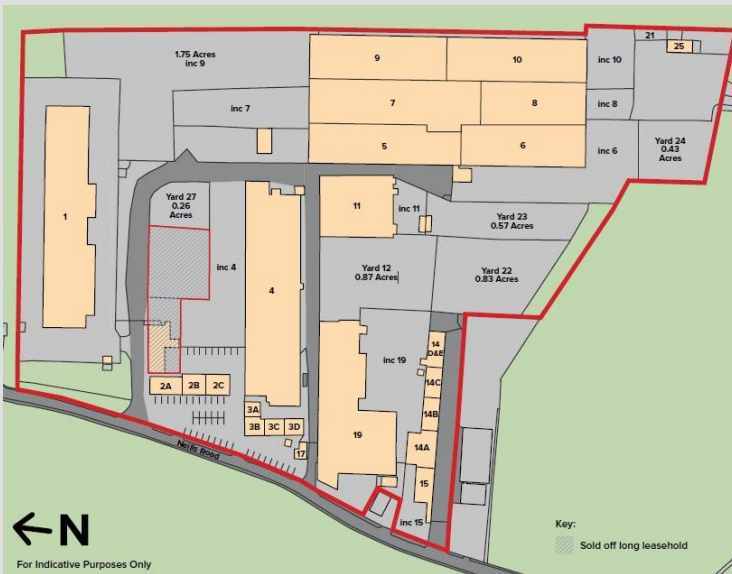 1.75 Acres
inc 9
9
10
inc 10
21
25
inc 7
7
8
inc 8
5
6
inc 6
Yard 24
0.43
Acres
1
Yard 27
0.26
Acres
inc 4
4
11
inc 11
Yard 23
0.57 Acres
Yard 12
0.87 Acres
Yard 22
0.83 Acres
inc 19
19
14
D&E
14C
14B
14A
15
inc 15
2A
2B
2C
3A
3B
3C
3D
17
Neills Road
N
For Indicative Purposes Only
Key:
Sold off long leasehold